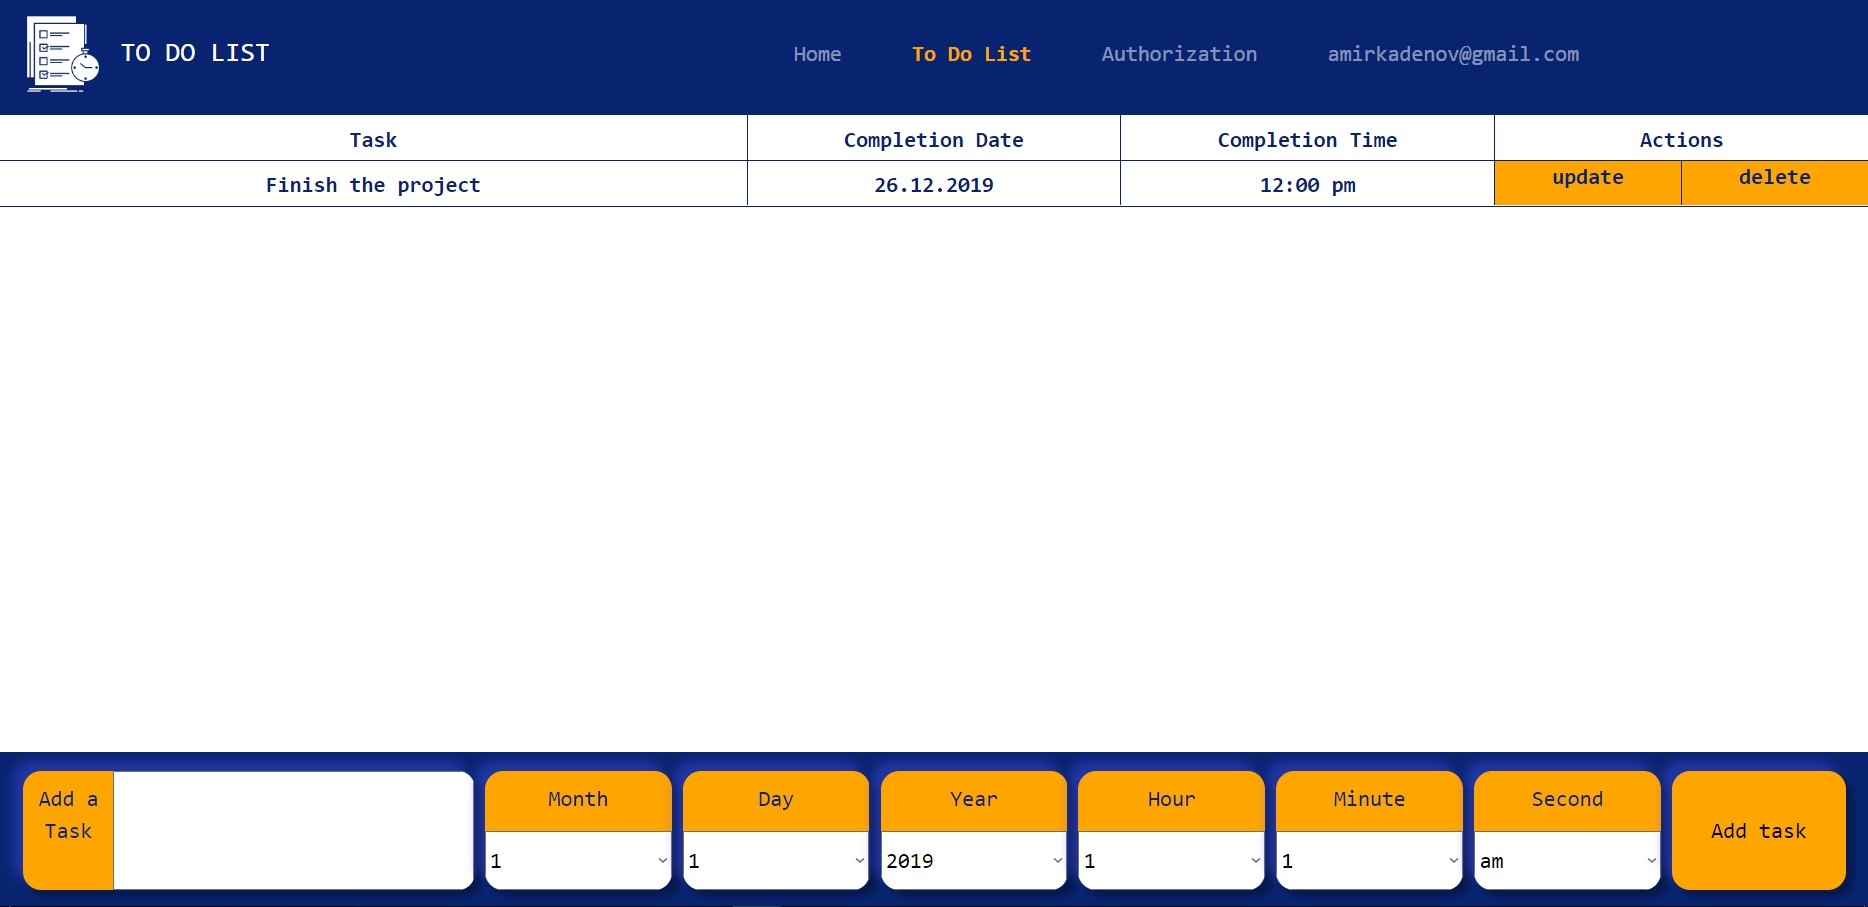 TO DO LIST
Home To Do List Authorization amirkadenov@gmail.com
Task Completion Date Completion Time Actions
Finish the project 26.12.2019 12:00 pm update delete
Add a
Task
Month Day Year Hour Minute Second
1 1 2019 1 1 am
Add task